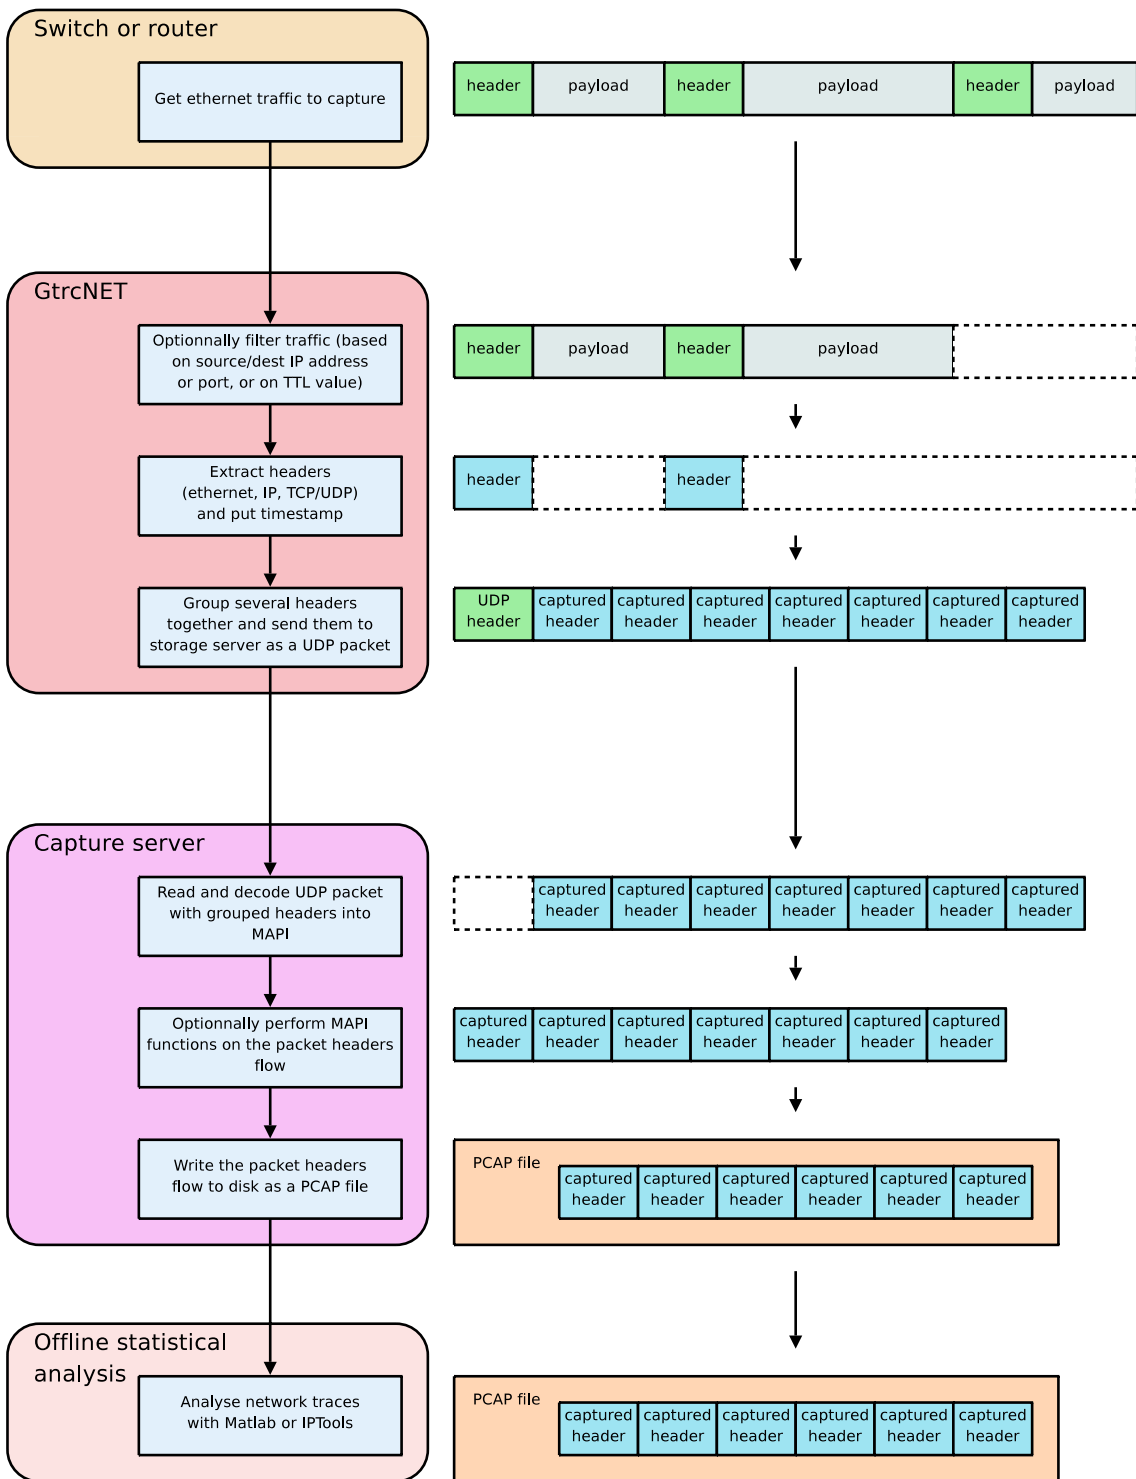 Switch or router
Get ethernet traffic to capture
header payload header payload header payload
GtrcNET
Optionnally filter traffic (based
on source/dest IP address
or port, or on TTL value)
header payload header payload
Extract headers
(ethernet, IP, TCP/UDP)
and put timestamp
header header
Group several headers
together and send them to
storage server as a UDP packet
UDP captured captured captured captured captured captured captured
header header header header header header header header
Capture server
Read and decode UDP packet
with grouped headers into
MAPI
captured captured captured captured captured captured captured
header header header header header header header
Optionnally perform MAPI
functions on the packet headers
flow
captured captured captured captured captured captured captured
header header header header header header header
Write the packet headers
flow to disk as a PCAP file
PCAP file
captured captured captured captured captured captured
header header header header header header
Offline statistical
analysis
Analyse network traces
with Matlab or IPTools
PCAP file
captured captured captured captured captured captured
header header header header header header